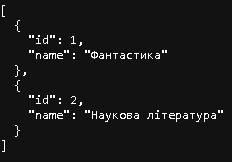 [
  {
    "id": 1,
    "name": "Фантастика"
  },
  {
    "id": 2,
    "name": "Наукова література"
  }
]